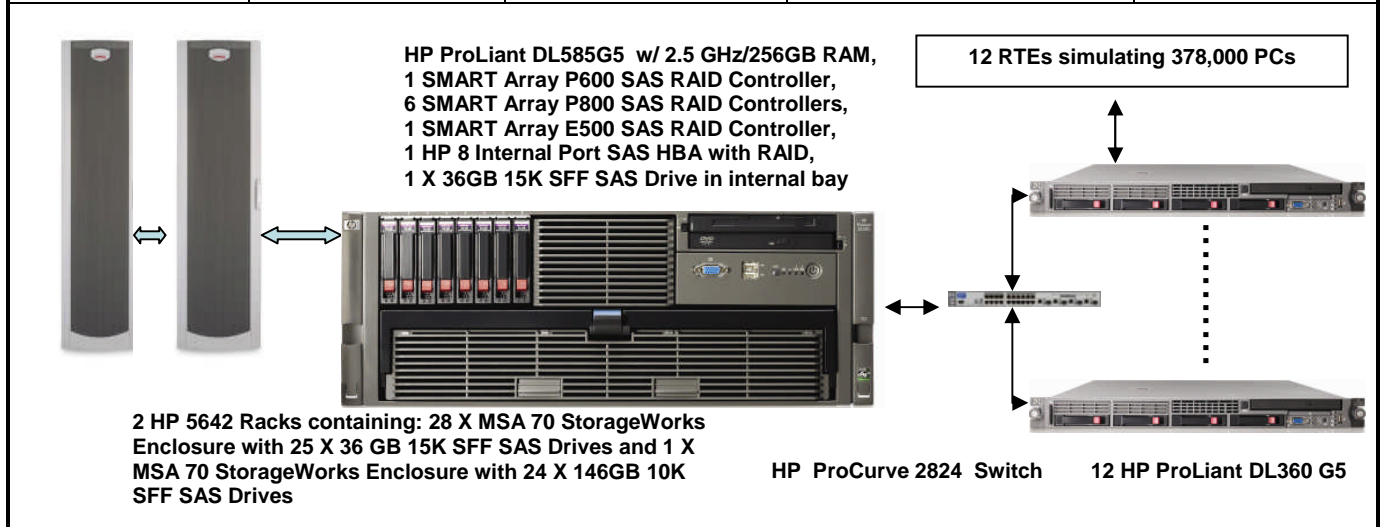 HP ProLiant DL585G5 w/ 2.5 GHz/256GB RAM,
1 SMART Array P600 SAS RAID Controller,
6 SMART Array P800 SAS RAID Controllers,
1 SMART Array E500 SAS RAID Controller,
1 HP 8 Internal Port SAS HBA with RAID,
1 X 36GB 15K SFF SAS Drive in internal bay
12 RTEs simulating 378,000 PCs
2 HP 5642 Racks containing: 28 X MSA 70 StorageWorks
Enclosure with 25 X 36 GB 15K SFF SAS Drives and 1 X
MSA 70 StorageWorks Enclosure with 24 X 146GB 10K
SFF SAS Drives
HP ProCurve 2824 Switch
12 HP ProLiant DL360 G5